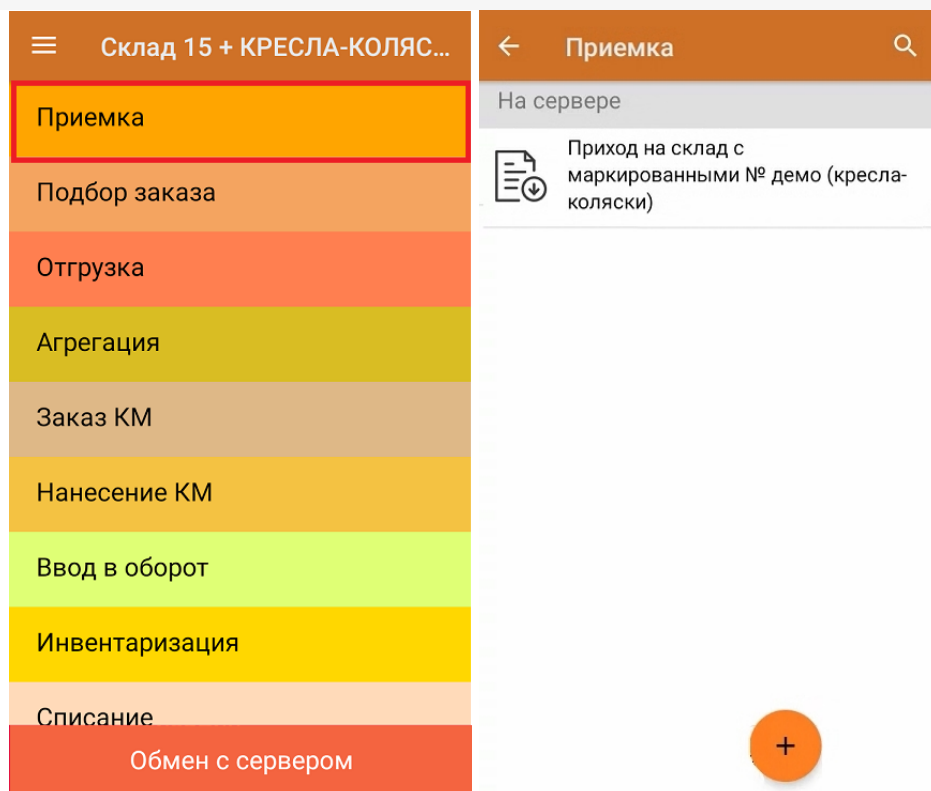 Склад 15 + КРЕСЛА-КОЛЯС...
Приемка
Подбор заказа
Отгрузка
Агрегация
Заказ КМ
Нанесение КМ
Ввод в оборот
Инвентаризация
Списание
Обмен с сервером
Приемка
На сервере
Приход на склад с
маркированными № демо (кресла-
коляски)
+